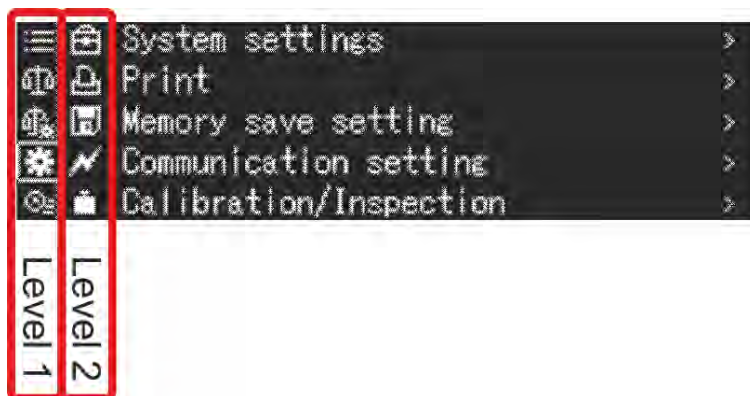 System settings >
Print >
Memory save setting >
Communication setting >
Calibration/Inspection >
Level 1
Level 2